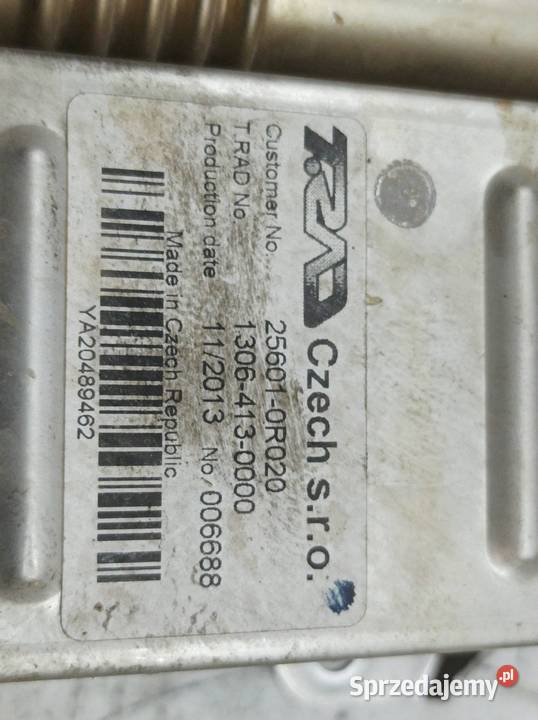 T.RAD Czech s.r.o.
Customer No. 25601-0R020
T.RAD No. 1306-413-0000
Production date 11/2013 No. 006688
Made in Czech Republic
YA20489462
Sprzedajemy.pl